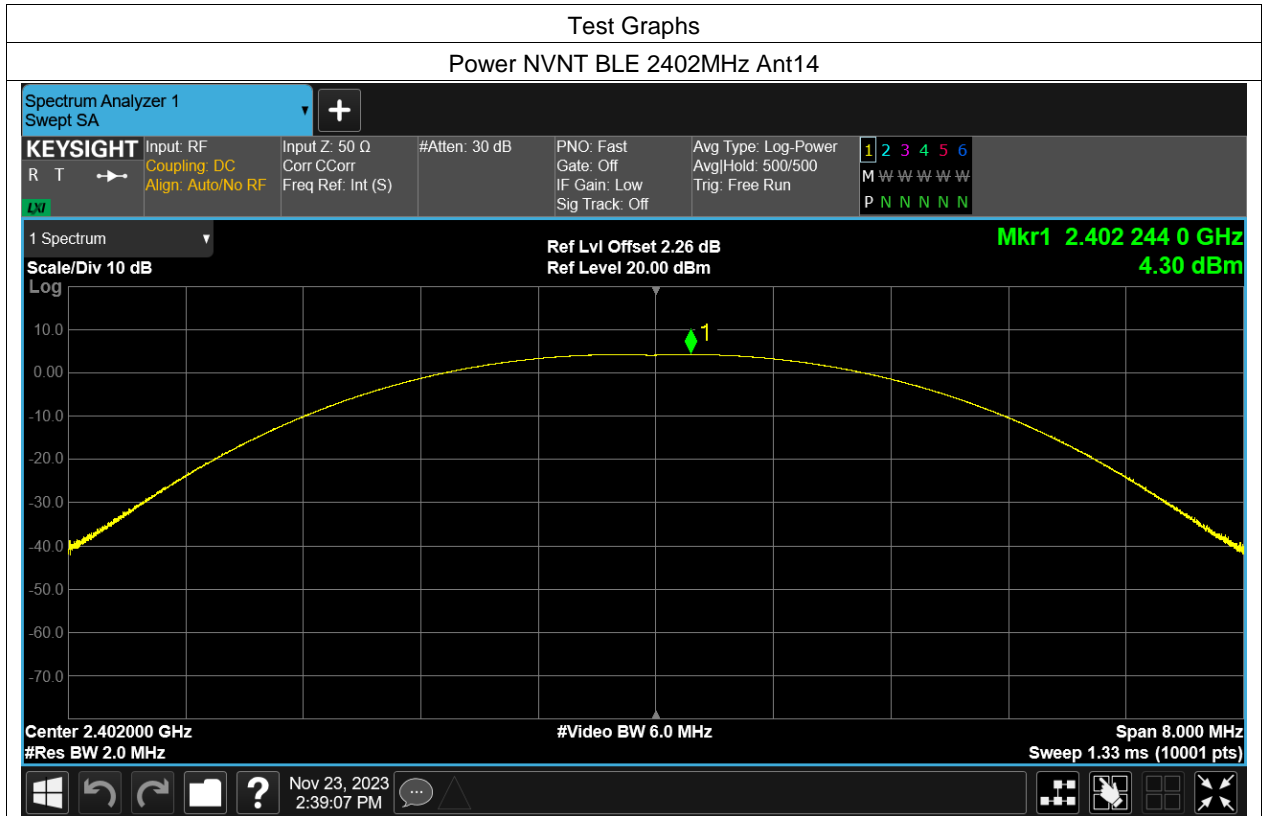 Test Graphs
Power NVNT BLE 2402MHz Ant14
Spectrum Analyzer 1
Swept SA
KEYSIGHT
R T
LXI
Input: RF
Coupling: DC
Align: Auto/No RF
Input Z: 50 Ω
Corr CCorr
Freq Ref: Int (S)
#Atten: 30 dB
PNO: Fast
Gate: Off
IF Gain: Low
Sig Track: Off
Avg Type: Log-Power
Avg|Hold: 500/500
Trig: Free Run
1 2 3 4 5 6
M W W W W W
P N N N N N
1 Spectrum
Scale/Div 10 dB
Ref Lvl Offset 2.26 dB
Ref Level 20.00 dBm
Mkr1 2.402 244 0 GHz
4.30 dBm
Log
10.0
0.00
-10.0
-20.0
-30.0
-40.0
-50.0
-60.0
-70.0
1
Center 2.402000 GHz
#Res BW 2.0 MHz
#Video BW 6.0 MHz
Span 8.000 MHz
Sweep 1.33 ms (10001 pts)
?
Nov 23, 2023
2:39:07 PM